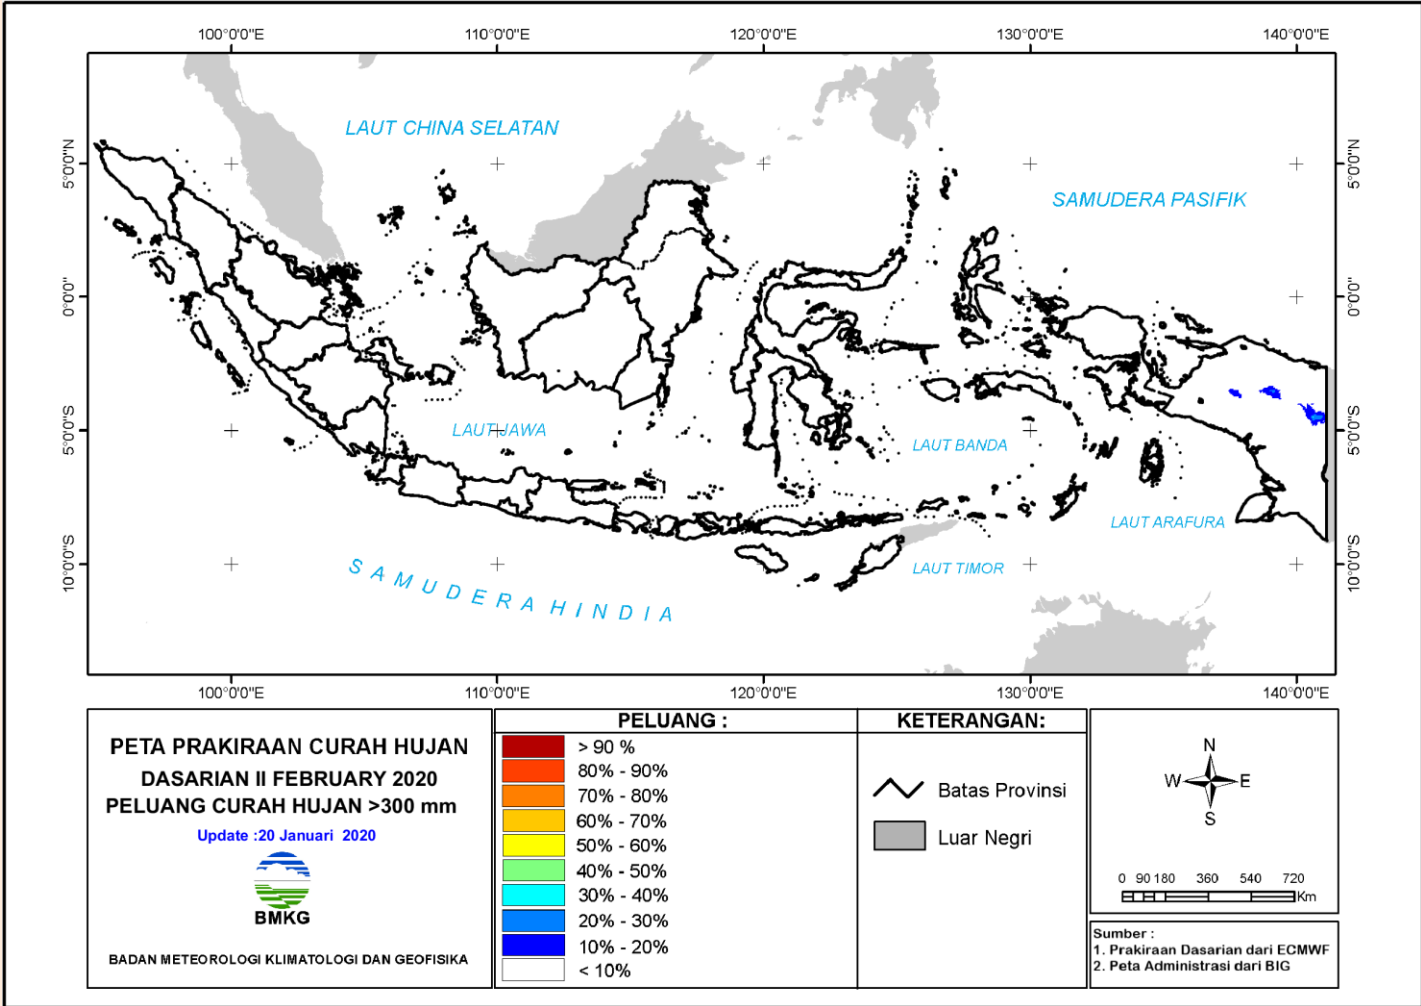 100°0'0"E 110°0'0"E 120°0'0"E 130°0'0"E 140°0'0"E
LAUT CHINA SELATAN
5°0'0"N 5°0'0"N
SAMUDERA PASIFIK
0°0'0" 0°0'0"
LAUT JAWA
5°0'0"S 5°0'0"S
LAUT BANDA
LAUT ARAFURA
LAUT TIMOR
10°0'0"S 10°0'0"S
SAMUDERA HINDIA
100°0'0"E 110°0'0"E 120°0'0"E 130°0'0"E 140°0'0"E
PETA PRAKIRAAN CURAH HUJAN
DASARIAN II FEBRUARY 2020
PELUANG CURAH HUJAN >300 mm
Update :20 Januari 2020
BMKG
BADAN METEOROLOGI KLIMATOLOGI DAN GEOFISIKA
PELUANG :
> 90 %
80% - 90%
70% - 80%
60% - 70%
50% - 60%
40% - 50%
30% - 40%
20% - 30%
10% - 20%
< 10%
KETERANGAN:
Batas Provinsi
Luar Negri
N
W E
S
0 90 180 360 540 720
Km
Sumber :
1. Prakiraan Dasarian dari ECMWF
2. Peta Administrasi dari BIG